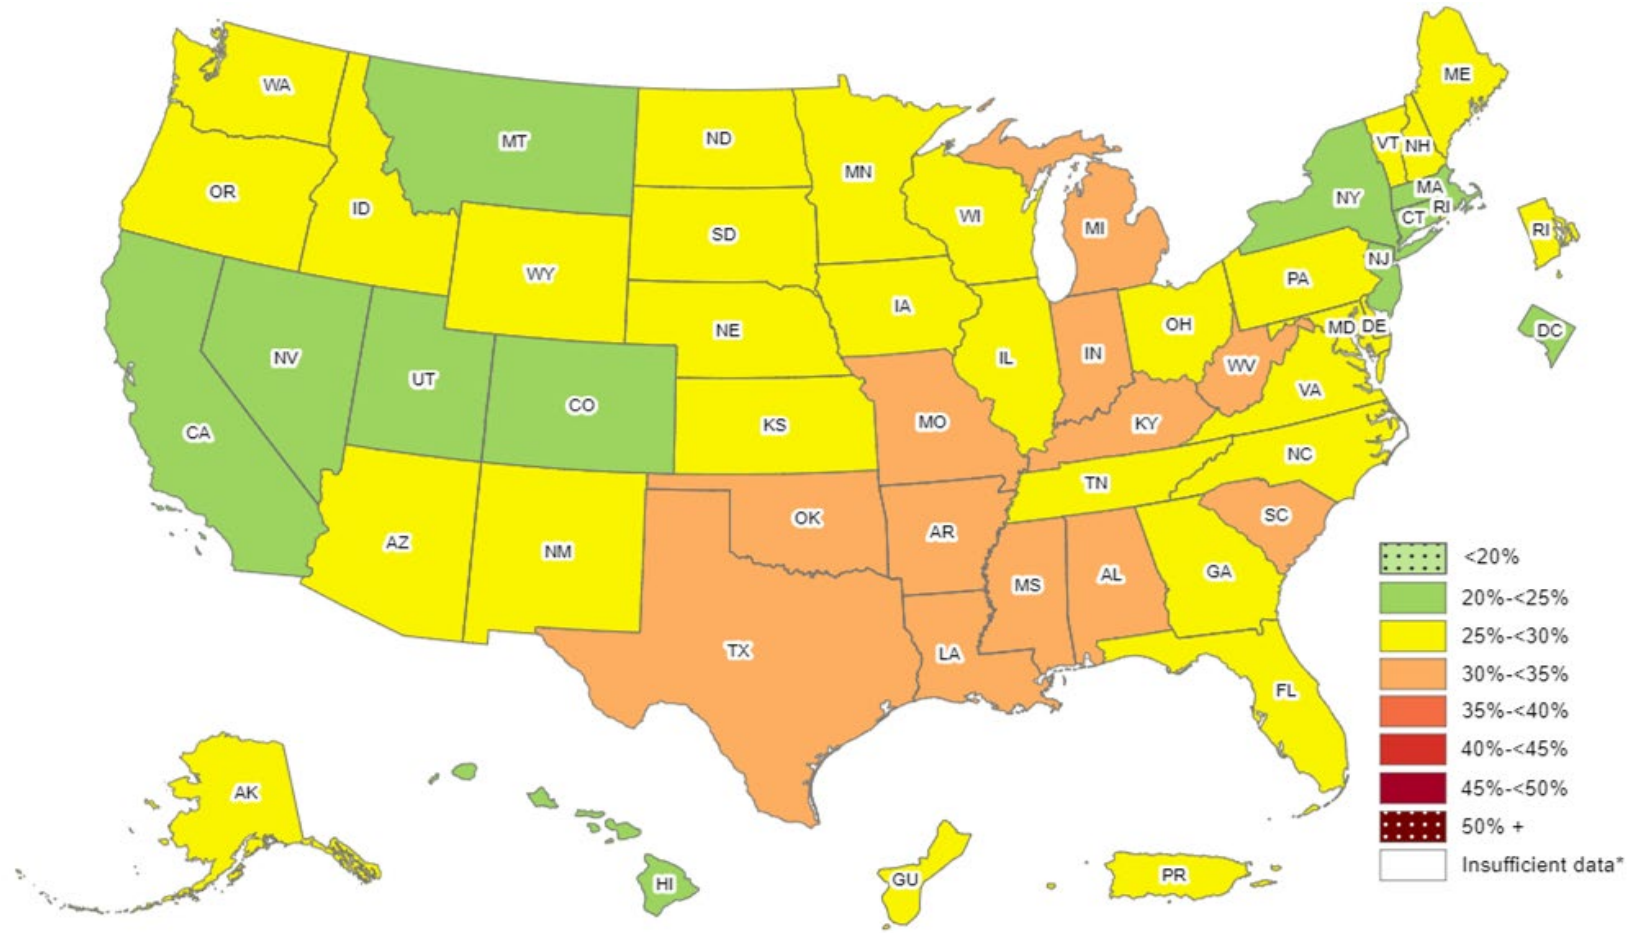 WA
MT
ND
MN
ME
VT
NH
OR
ID
SD
WI
MI
NY
MA
CT
RI
RI
WY
IA
PA
NJ
NE
IL
IN
OH
MD
DE
DC
NV
UT
CO
KS
MO
KY
WV
VA
CA
AZ
NM
OK
AR
TN
NC
SC
MS
AL
GA
TX
LA
FL
AK
HI
GU
PR
<20%
20%-<25%
25%-<30%
30%-<35%
35%-<40%
40%-<45%
45%-<50%
50% +
Insufficient data*